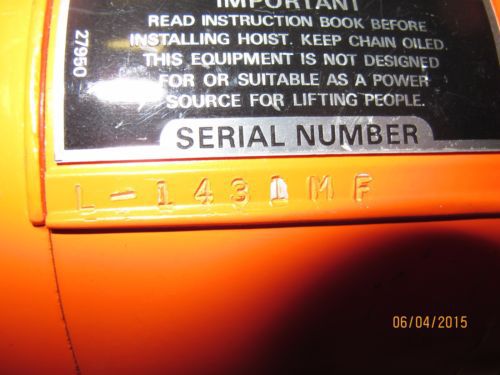 IMPORTANT
READ INSTRUCTION BOOK BEFORE
INSTALLING HOIST. KEEP CHAIN OILED.
THIS EQUIPMENT IS NOT DESIGNED
FOR OR SUITABLE AS A POWER
SOURCE FOR LIFTING PEOPLE.
27950
SERIAL NUMBER
L-1431MF
06/04/2015